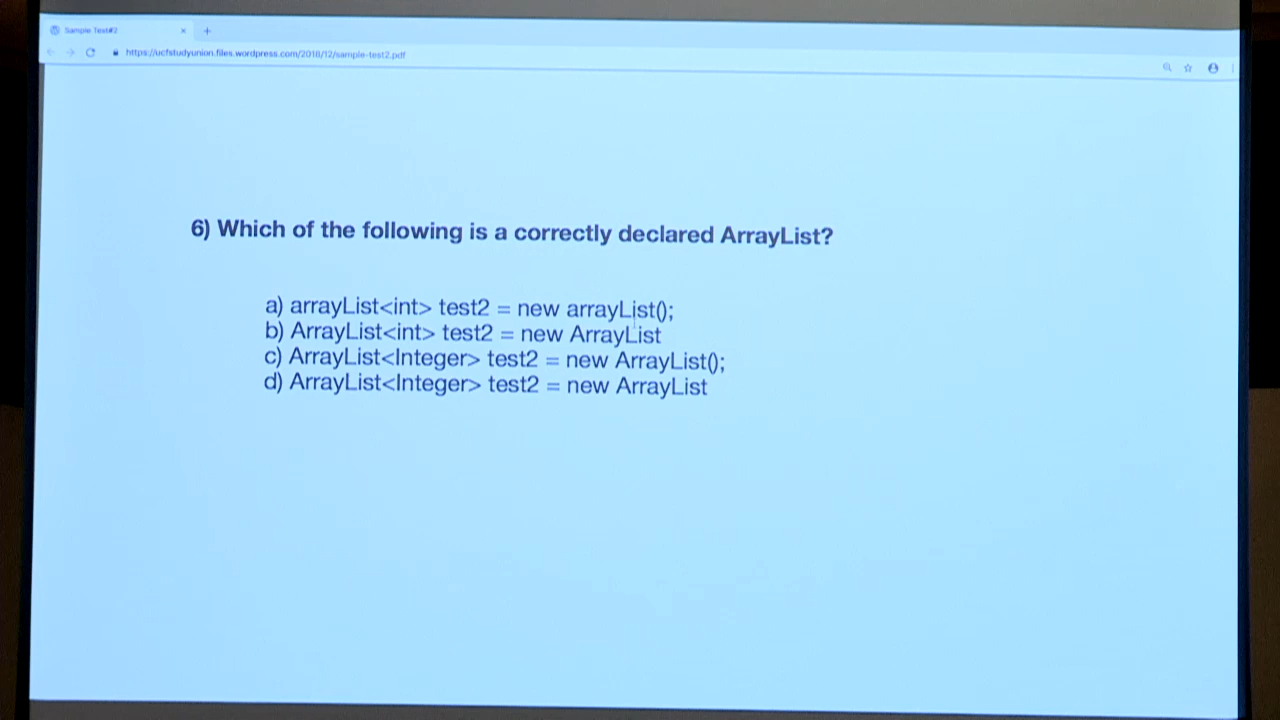 Sample Test#2
https://ucfstudyunion.files.wordpress.com/2018/12/sample-test2.pdf
6) Which of the following is a correctly declared ArrayList?
a) arrayList<int> test2 = new arrayList();
b) ArrayList<int> test2 = new ArrayList
c) ArrayList<Integer> test2 = new ArrayList();
d) ArrayList<Integer> test2 = new ArrayList